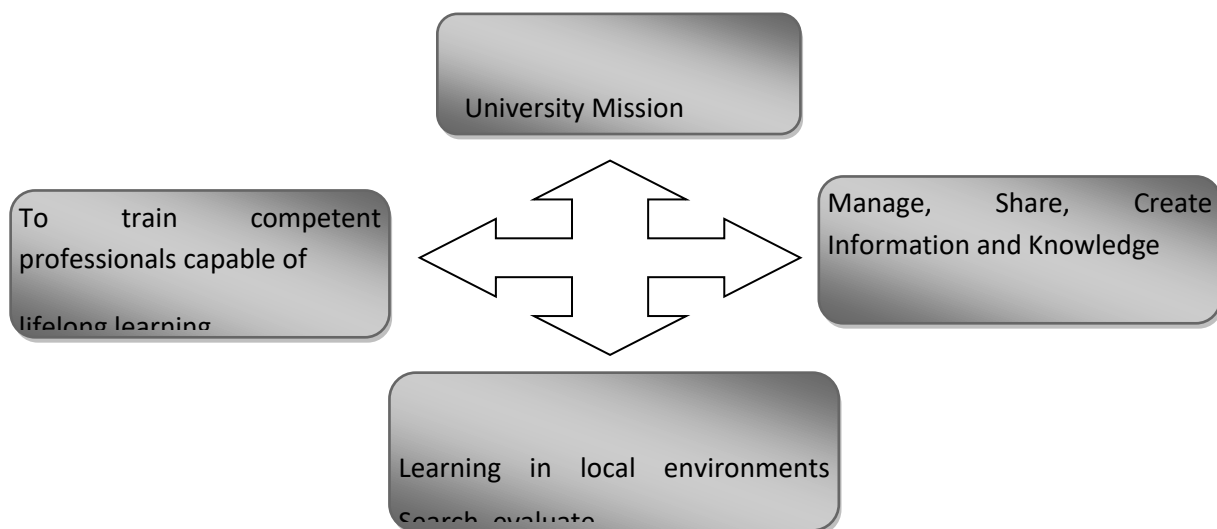 University Mission
To train competent
professionals capable of
lifelong learning
Manage, Share, Create
Information and Knowledge
Learning in local environments
Search, evaluate